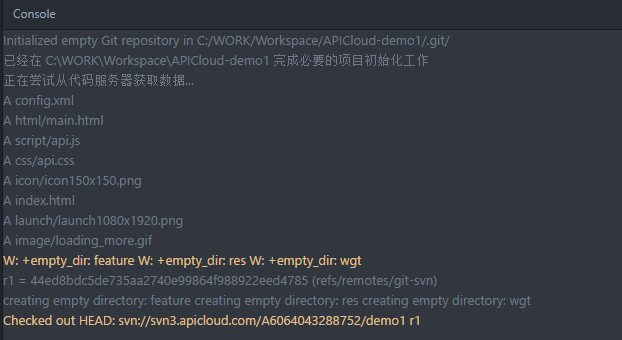 Console
Initialized empty Git repository in C:/WORK/Workspace/APICloud-demo1/.git/
已经在 C:\WORK\Workspace\APICloud-demo1 完成必要的项目初始化工作
正在尝试从代码服务器获取数据...
A config.xml
A html/main.html
A script/api.js
A css/api.css
A icon/icon150x150.png
A index.html
A launch/launch1080x1920.png
A image/loading_more.gif
W: +empty_dir: feature W: +empty_dir: res W: +empty_dir: wgt
r1 = 44ed8bdc5de735aa2740e99864f988922eed4785 (refs/remotes/git-svn)
creating empty directory: feature creating empty directory: res creating empty directory: wgt
Checked out HEAD: svn://svn3.apicloud.com/A6064043288752/demo1 r1